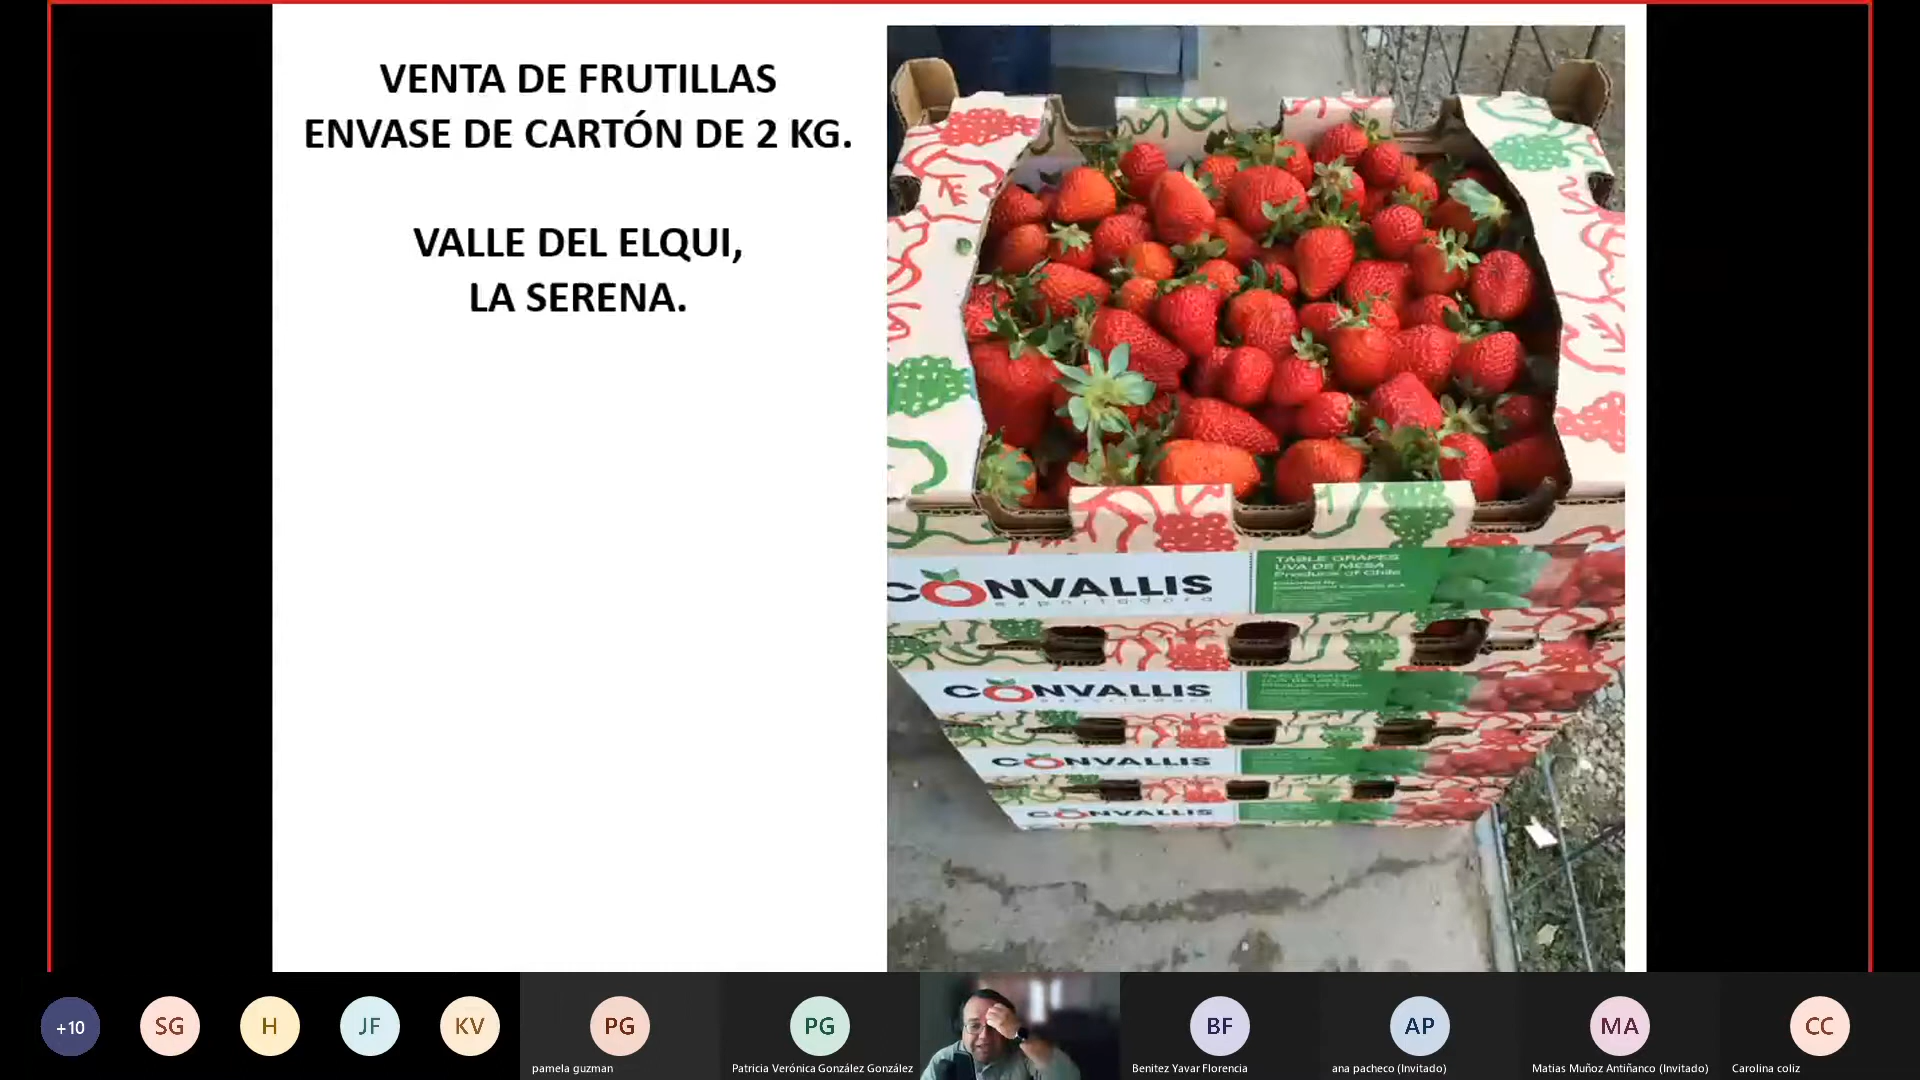 VENTA DE FRUTILLAS
ENVASE DE CARTÓN DE 2 KG.
VALLE DEL ELQUI,
LA SERENA.
CONVALLIS
exportadora
TABLE GRAPES
UVA DE MESA
Produce of Chile
CONVALLIS
CONVALLIS
CONVALLIS
+10
SG
H
JF
KV
PG
pamela guzman
PG
Patricia Verónica González González
BF
Benitez Yavar Florencia
AP
ana pacheco (Invitado)
MA
Matias Muñoz Antiñanco (Invitado)
CC
Carolina coliz